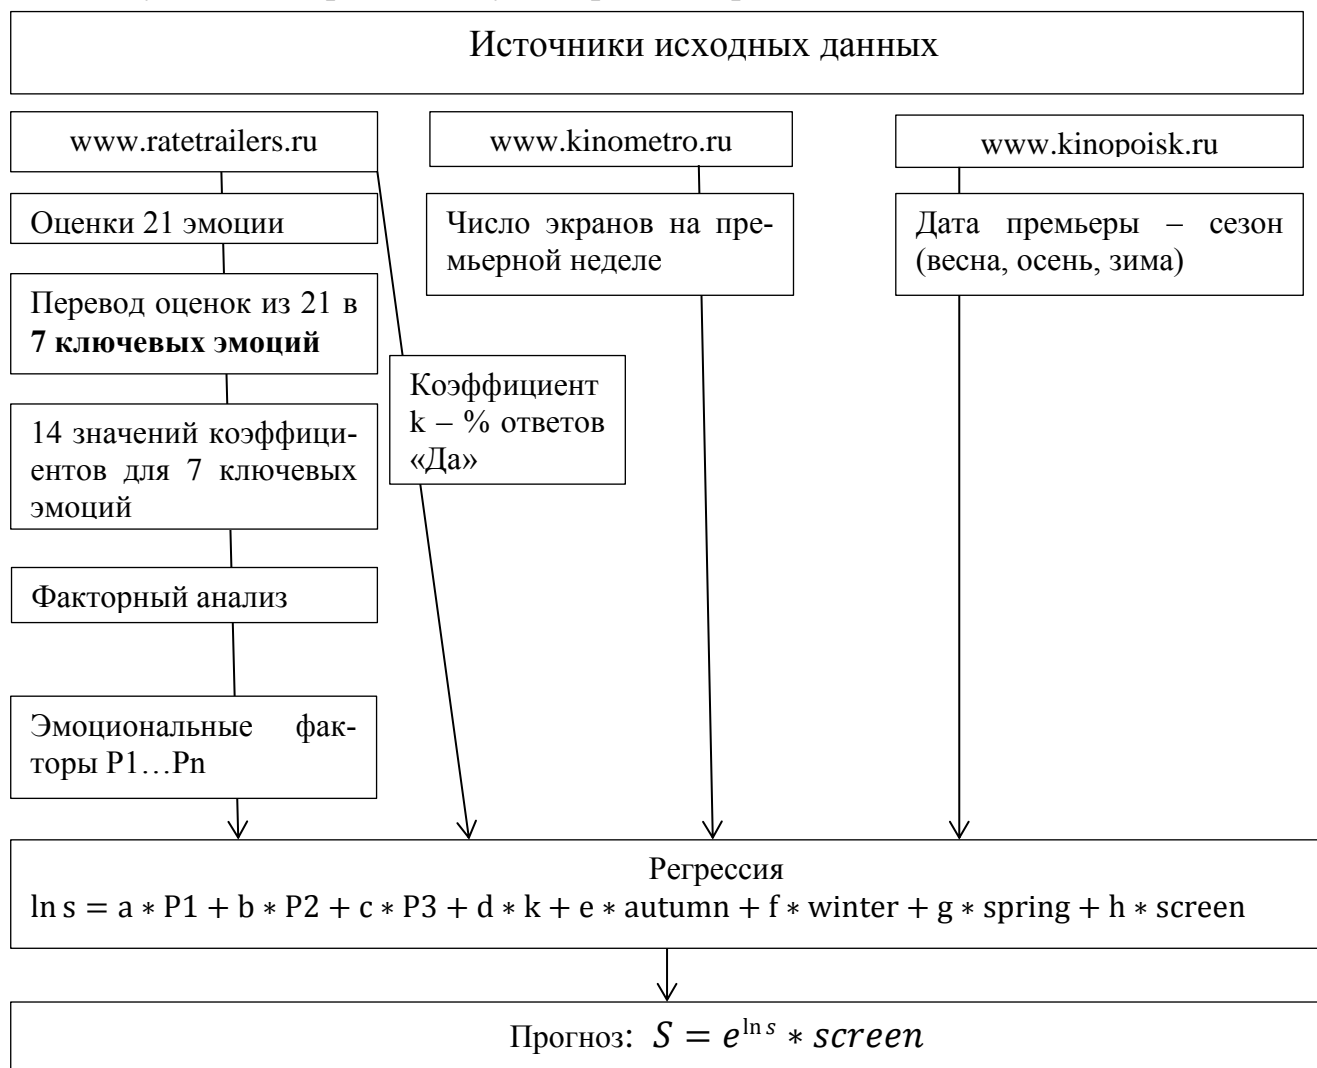 Источники исходных данных
www.ratetrailers.ru
www.kinometro.ru
www.kinopoisk.ru
Оценки 21 эмоции
Перевод оценок из 21 в
7 ключевых эмоций
14 значений коэффици-
ентов для 7 ключевых
эмоций
Факторный анализ
Эмоциональные фак-
торы P1…Pn
Коэффициент
k – % ответов
«Да»
Число экранов на пре-
мьерной неделе
Дата премьеры – сезон
(весна, осень, зима)
Регрессия
ln s = a ∗ P1 + b ∗ P2 + c ∗ P3 + d ∗ k + e ∗ autumn + f ∗ winter + g ∗ spring + h ∗ screen
Прогноз: S = e^{ln s} ∗ screen